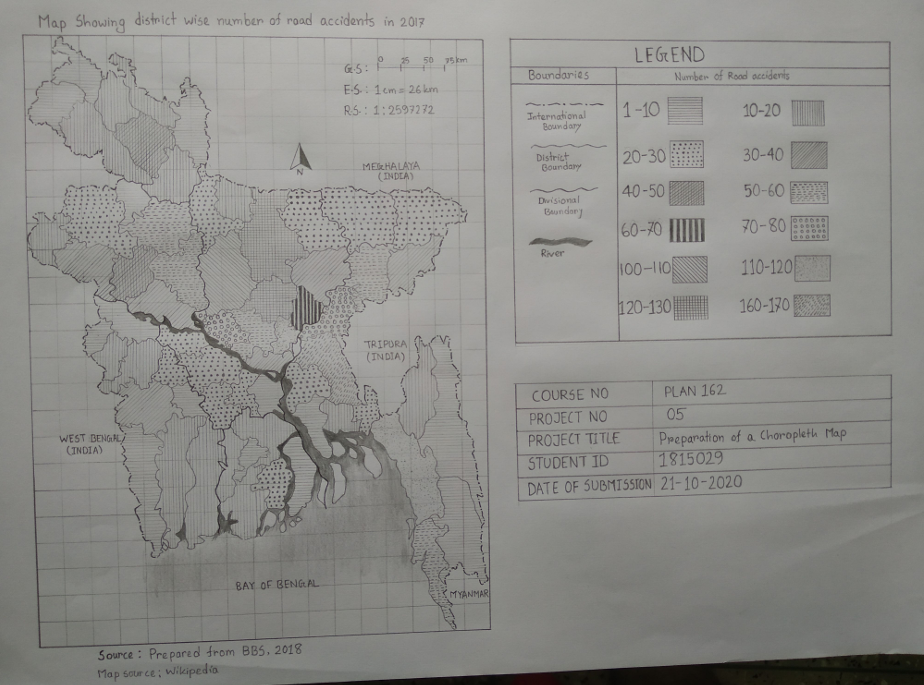 Map Showing district wise number of road accidents in 2017
G.S.: 0 25 50 75 km
E.S.: 1 cm = 26 km
R.S.: 1:2597272
N
MEGHALAYA
(INDIA)
TRIPURA
(INDIA)
WEST BENGAL
(INDIA)
BAY OF BENGAL
MYANMAR
Source: Prepared from BBS, 2018
Map source: Wikipedia
LEGEND
Boundaries
Number of Road accidents
International
Boundary
District
Boundary
Divisional
Boundary
River
1-10 10-20
20-30 30-40
40-50 50-60
60-70 70-80
100-110 110-120
120-130 160-170
COURSE NO PLAN 162
PROJECT NO 05
PROJECT TITLE Preparation of a Choropleth Map
STUDENT ID 1815029
DATE OF SUBMISSION 21-10-2020